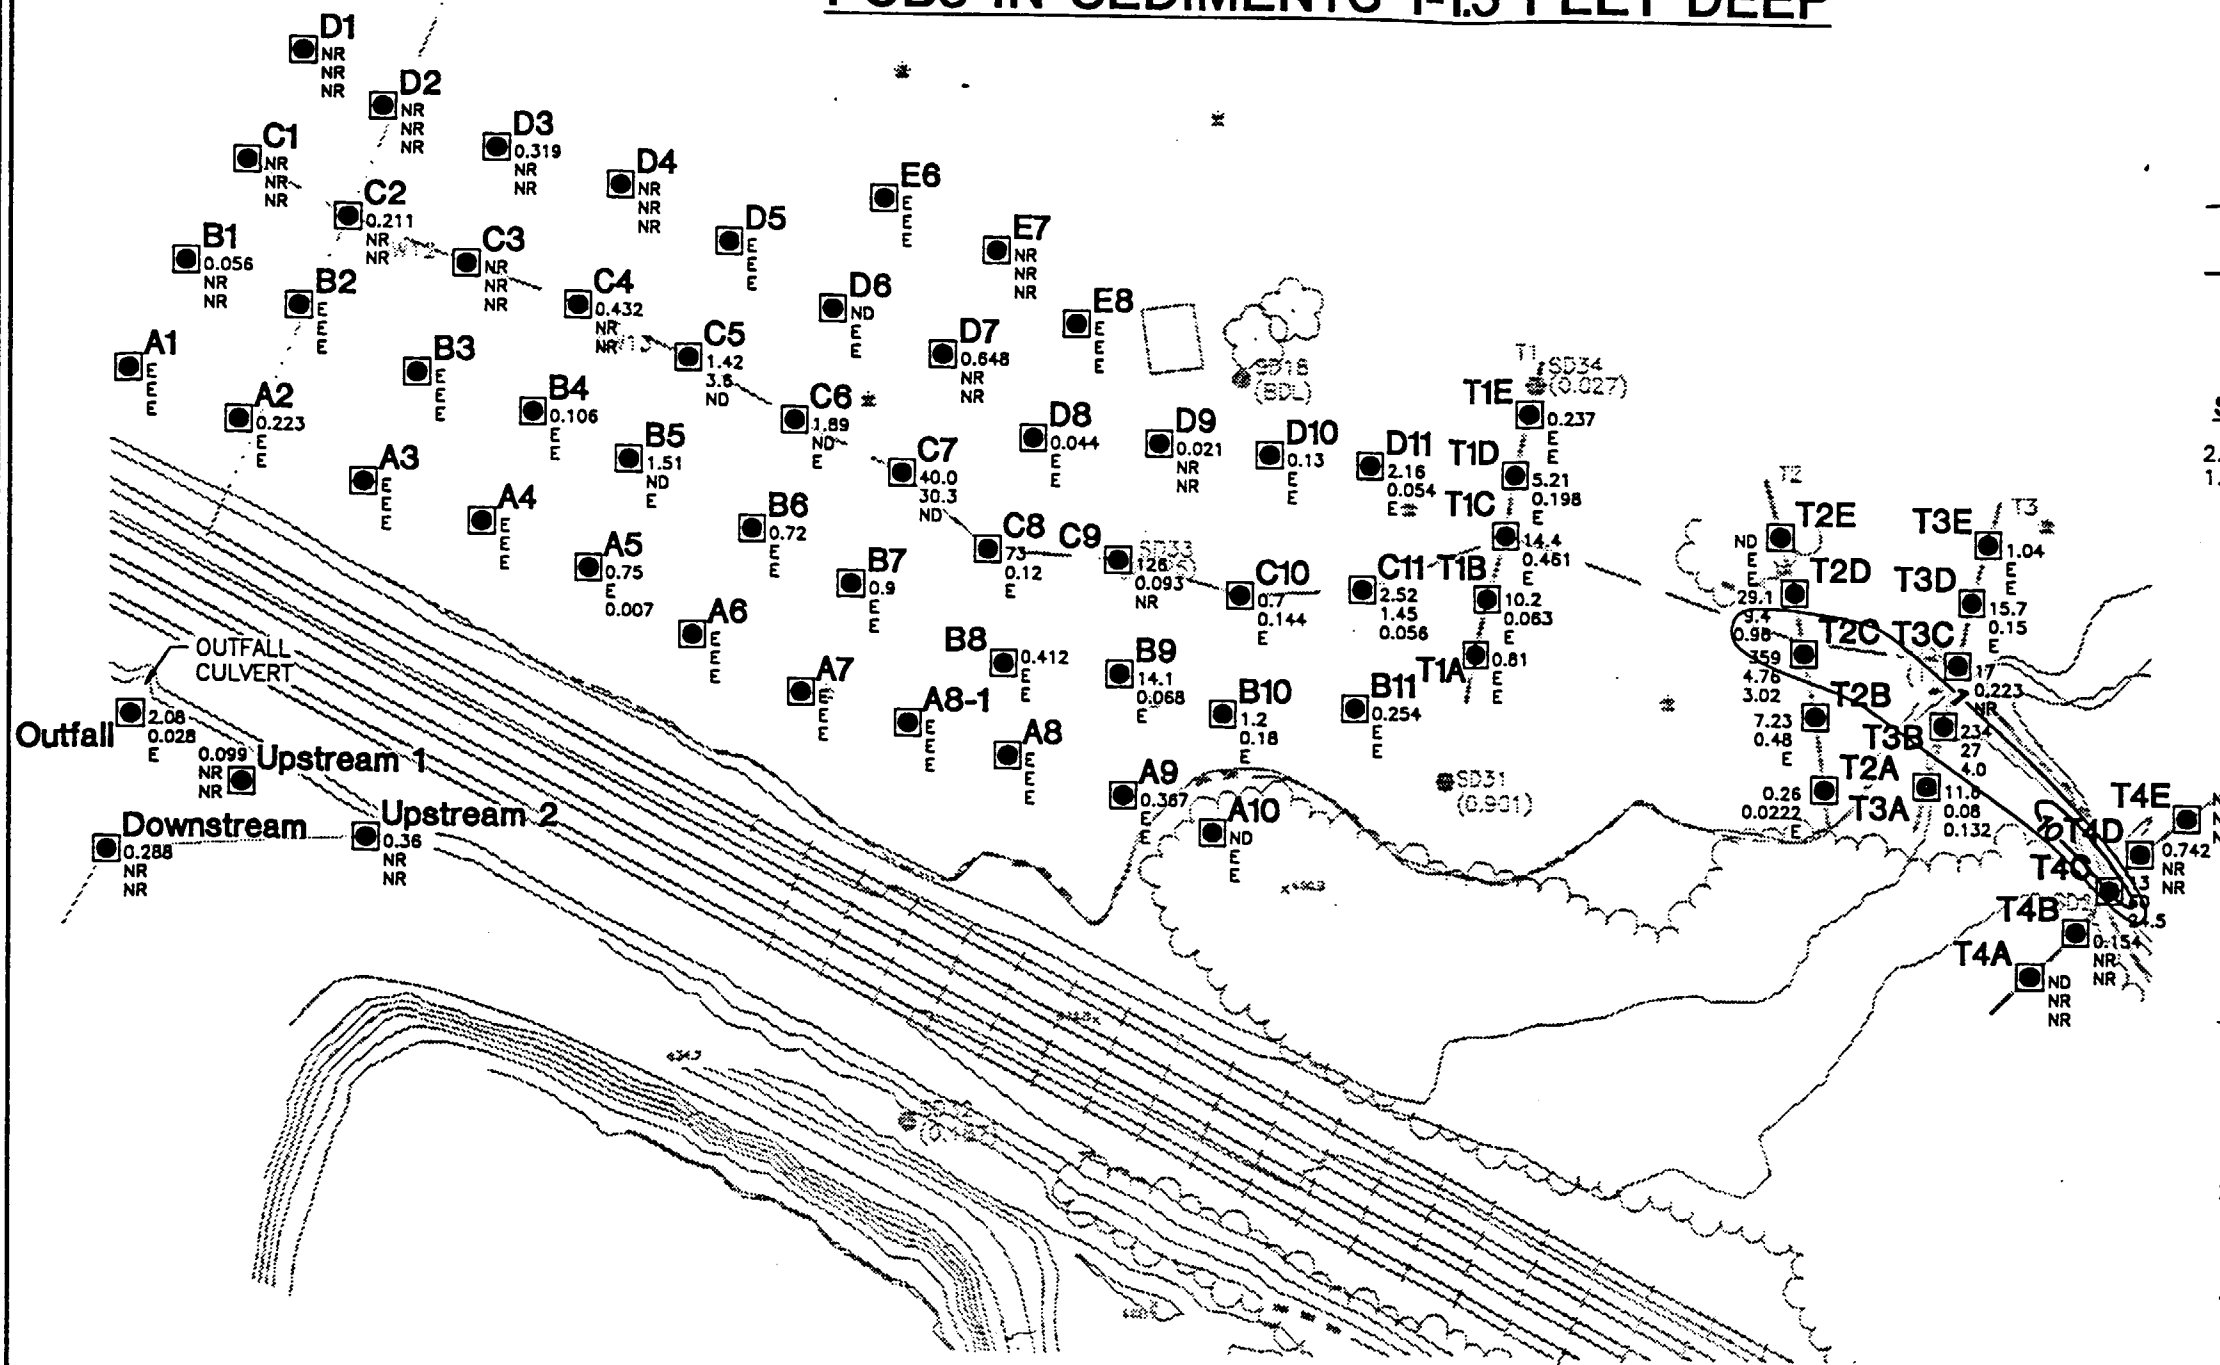 PCBs IN SEDIMENTS 1-1.5 FEET DEEP
D1
NR
NR
NR
D2
NR
NR
NR
C1
NR
NR
NR
D3
0.319
NR
NR
D4
NR
NR
NR
E6
E
E
E
C2
0.211
NR
NR
D5
E
E
E
B1
0.056
NR
NR
C3
NR
NR
NR
E7
NR
NR
NR
B2
E
E
E
C4
0.432
NR
NR
D6
ND
E
E
E8
E
E
E
A1
E
E
E
B3
E
E
E
C5
1.42
3.6
ND
D7
0.648
NR
NR
SD18
(BDL)
T1
SD34
(0.027)
T1E
0.237
E
E
A2
0.223
E
E
B4
0.106
E
E
C6
1.89
ND
E
D8
0.044
E
E
D9
0.021
NR
NR
D10
0.13
E
E
D11
2.16
0.054
E
T1D
5.21
0.198
E
A3
E
E
E
B5
1.51
ND
E
C7
40.0
30.3
ND
T2
A4
E
E
E
B6
0.72
E
E
T1C
14.4
0.461
E
T2E
ND
E
E
T3E
T3
1.04
E
E
A5
0.75
E
0.007
C8
73
0.12
E
C9
SD33
126
0.093
NR
B7
0.9
E
E
C10
0.7
0.144
E
C11
2.52
1.45
0.056
T1B
10.2
0.063
E
T2D
29.1
9.4
0.98
T3D
15.7
0.15
E
A6
E
E
E
OUTFALL
CULVERT
B8
0.412
E
E
B9
14.1
0.068
E
T1A
0.81
E
E
T2C
359
4.76
3.02
T3C
17
0.223
NR
A7
E
E
E
A8-1
E
E
E
B10
1.2
0.18
E
B11
0.254
E
E
T2B
7.23
0.48
E
T3B
234
27
4.0
Outfall
2.08
0.028
E
0.099
NR
NR
Upstream 1
A8
E
E
E
A9
0.367
E
E
SD31
(0.901)
T2A
0.26
0.0222
E
T3A
11.6
0.08
0.132
T4E
Downstream
0.288
NR
NR
Upstream 2
0.36
NR
NR
A10
ND
E
E
T4D
0.742
NR
NR
T4C
13
24.5
T4B
0.154
NR
NR
T4A
ND
NR
NR